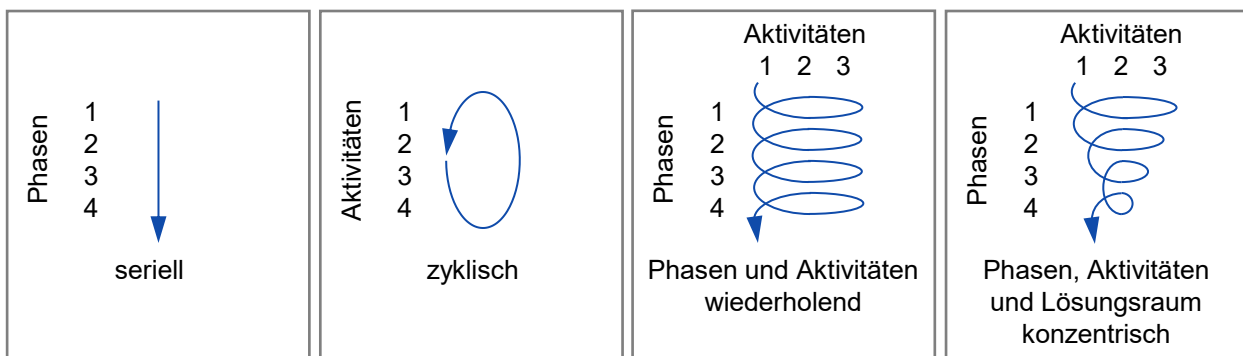 Phasen
1
2
3
4
seriell
Aktivitäten
1
2
3
4
zyklisch
Aktivitäten
1 2 3
Phasen
1
2
3
4
Phasen und Aktivitäten
wiederholend
Aktivitäten
1 2 3
Phasen
1
2
3
4
Phasen, Aktivitäten
und Lösungsraum
konzentrisch